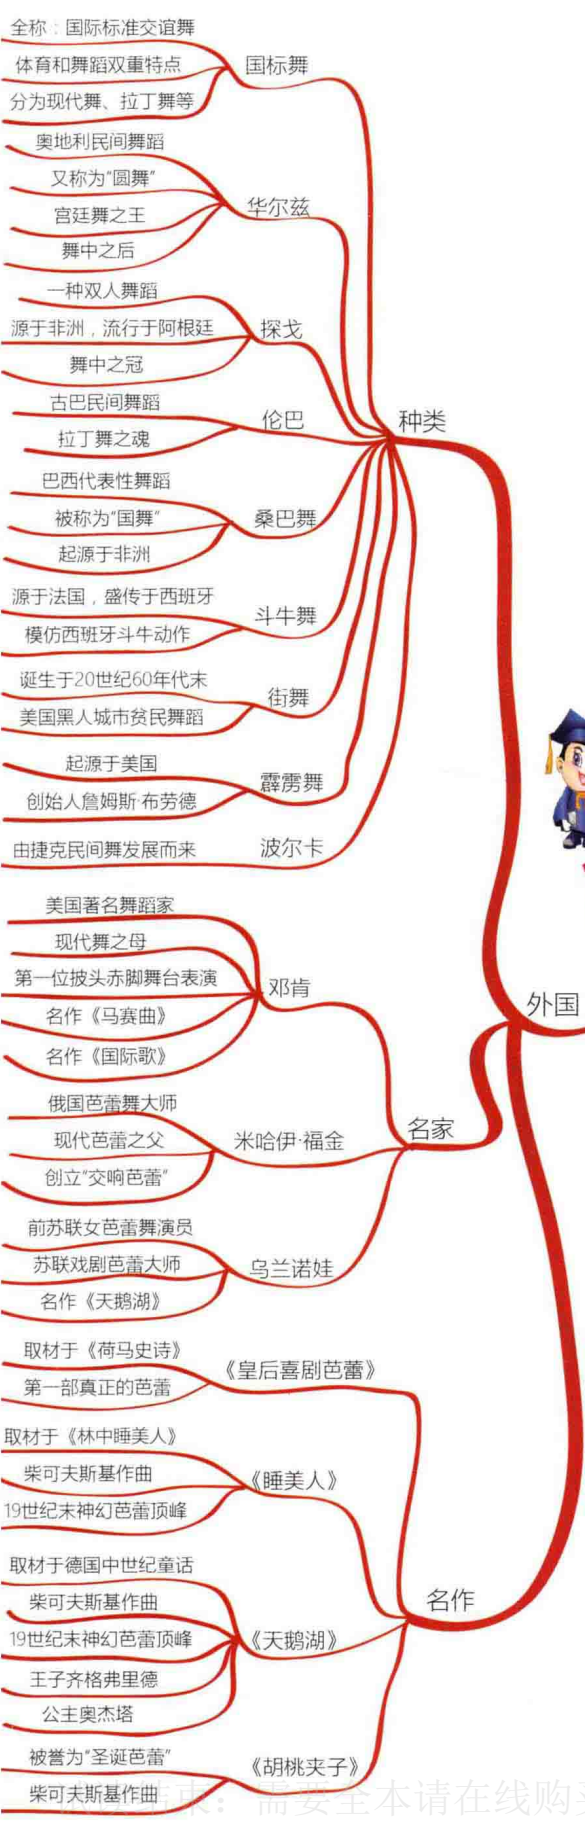 全称：国际标准交谊舞
体育和舞蹈双重特点
国标舞
分为现代舞、拉丁舞等
奥地利民间舞蹈
又称为“圆舞”
华尔兹
宫廷舞之王
舞中之后
一种双人舞蹈
源于非洲，流行于阿根廷
探戈
舞中之冠
古巴民间舞蹈
伦巴
拉丁舞之魂
种类
巴西代表性舞蹈
被称为“国舞”
桑巴舞
起源于非洲
源于法国，盛传于西班牙
斗牛舞
模仿西班牙斗牛动作
诞生于20世纪60年代末
街舞
美国黑人城市贫民舞蹈
起源于美国
霹雳舞
创始人詹姆斯·布劳德
由捷克民间舞发展而来
波尔卡
美国著名舞蹈家
现代舞之母
第一位披头赤脚舞台表演
邓肯
名作《马赛曲》
名作《国际歌》
外国
俄国芭蕾舞大师
现代芭蕾之父
米哈伊·福金
名家
创立“交响芭蕾”
前苏联女芭蕾舞演员
苏联戏剧芭蕾大师
乌兰诺娃
名作《天鹅湖》
取材于《荷马史诗》
《皇后喜剧芭蕾》
第一部真正的芭蕾
取材于《林中睡美人》
柴可夫斯基作曲
《睡美人》
19世纪末神幻芭蕾顶峰
取材于德国中世纪童话
柴可夫斯基作曲
名作
19世纪末神幻芭蕾顶峰
《天鹅湖》
王子齐格弗里德
公主奥杰塔
被誉为“圣诞芭蕾”
《胡桃夹子》
柴可夫斯基作曲
试读结束：需要全本请在线购买